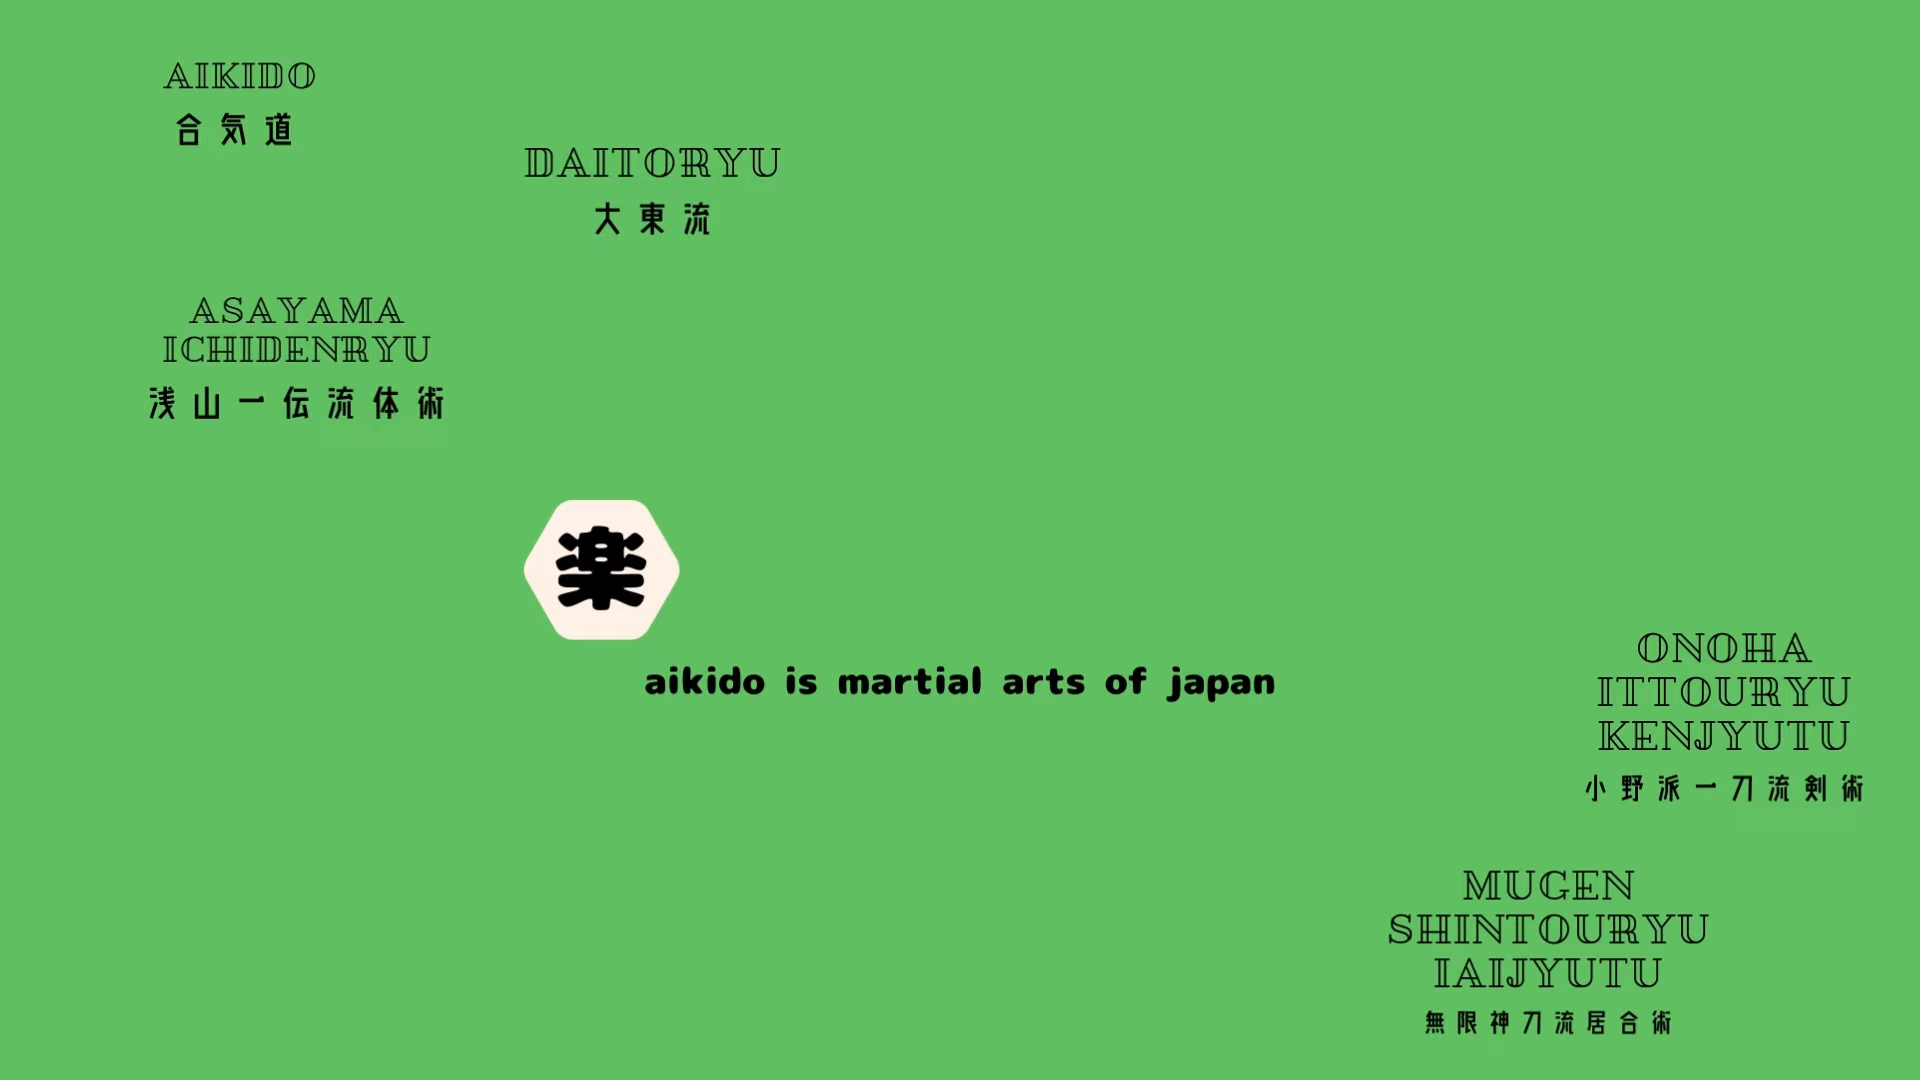 AIKIDO
合気道
DAITORYU
大東流
ASAYAMA
ICHIDENRYU
浅山一伝流体術
楽
aikido is martial arts of japan
ONOHA
ITTOURYU
KENJYUTU
小野派一刀流剣術
MUGEN
SHINTOURYU
IAIJYUTU
無限神刀流居合術